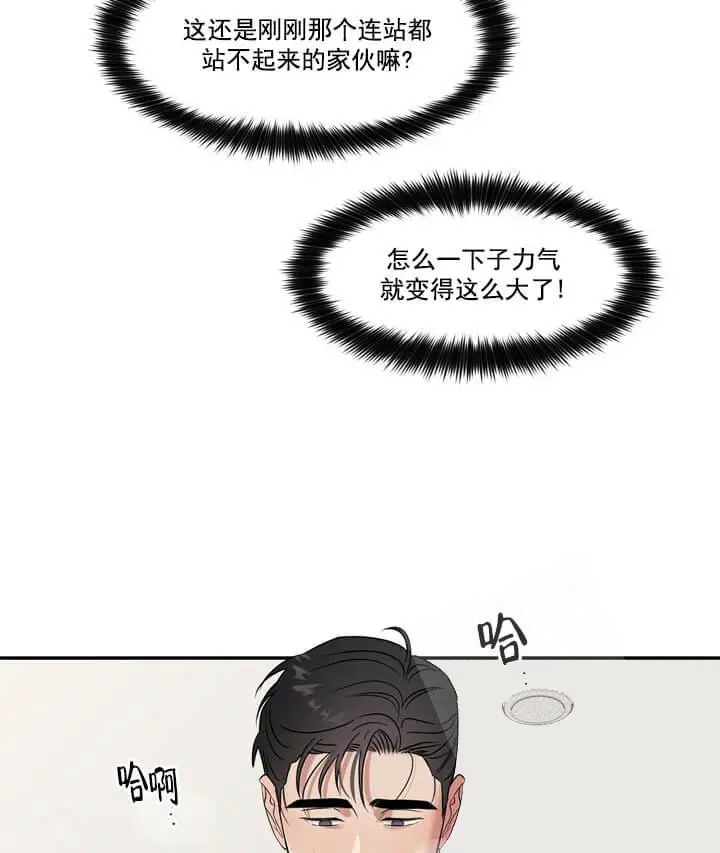 这还是刚刚那个连站都
站不起来的家伙嘛?
怎么一下子力气
就变得这么大了!
哈
哈啊